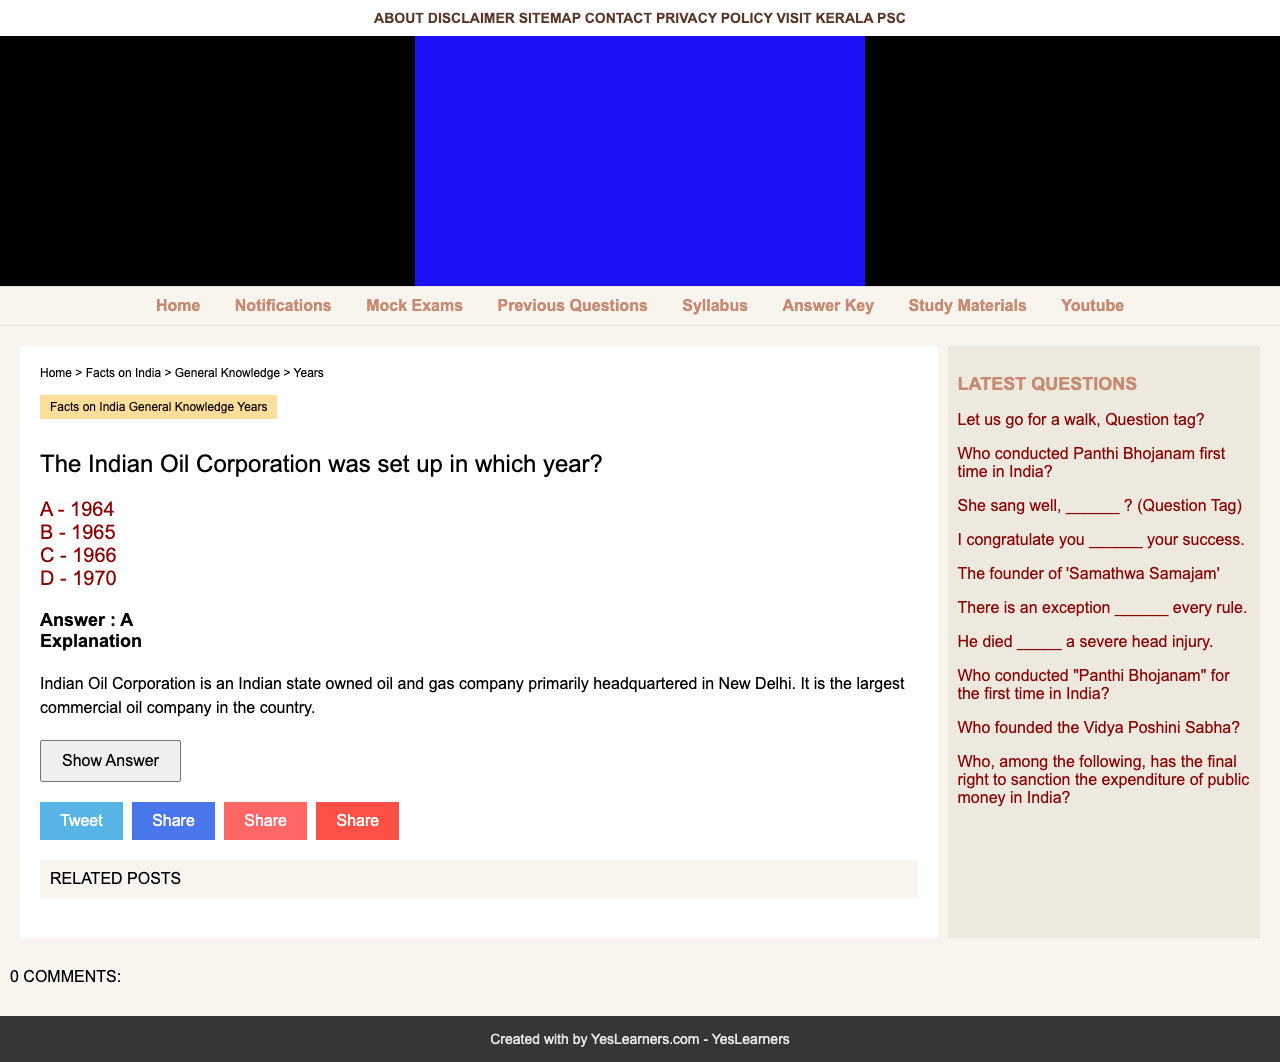 ABOUT DISCLAIMER SITEMAP CONTACT PRIVACY POLICY VISIT KERALA PSC
Home Notifications Mock Exams Previous Questions Syllabus Answer Key Study Materials Youtube
Home > Facts on India > General Knowledge > Years
Facts on India General Knowledge Years
The Indian Oil Corporation was set up in which year?
A - 1964
B - 1965
C - 1966
D - 1970
Answer : A
Explanation
Indian Oil Corporation is an Indian state owned oil and gas company primarily headquartered in New Delhi. It is the largest
commercial oil company in the country.
Show Answer
Tweet Share Share Share
RELATED POSTS
LATEST QUESTIONS
Let us go for a walk, Question tag?
Who conducted Panthi Bhojanam first
time in India?
She sang well, ______ ? (Question Tag)
I congratulate you ______ your success.
The founder of 'Samathwa Samajam'
There is an exception ______ every rule.
He died _____ a severe head injury.
Who conducted "Panthi Bhojanam" for
the first time in India?
Who founded the Vidya Poshini Sabha?
Who, among the following, has the final
right to sanction the expenditure of public
money in India?
0 COMMENTS:
Created with by YesLearners.com - YesLearners